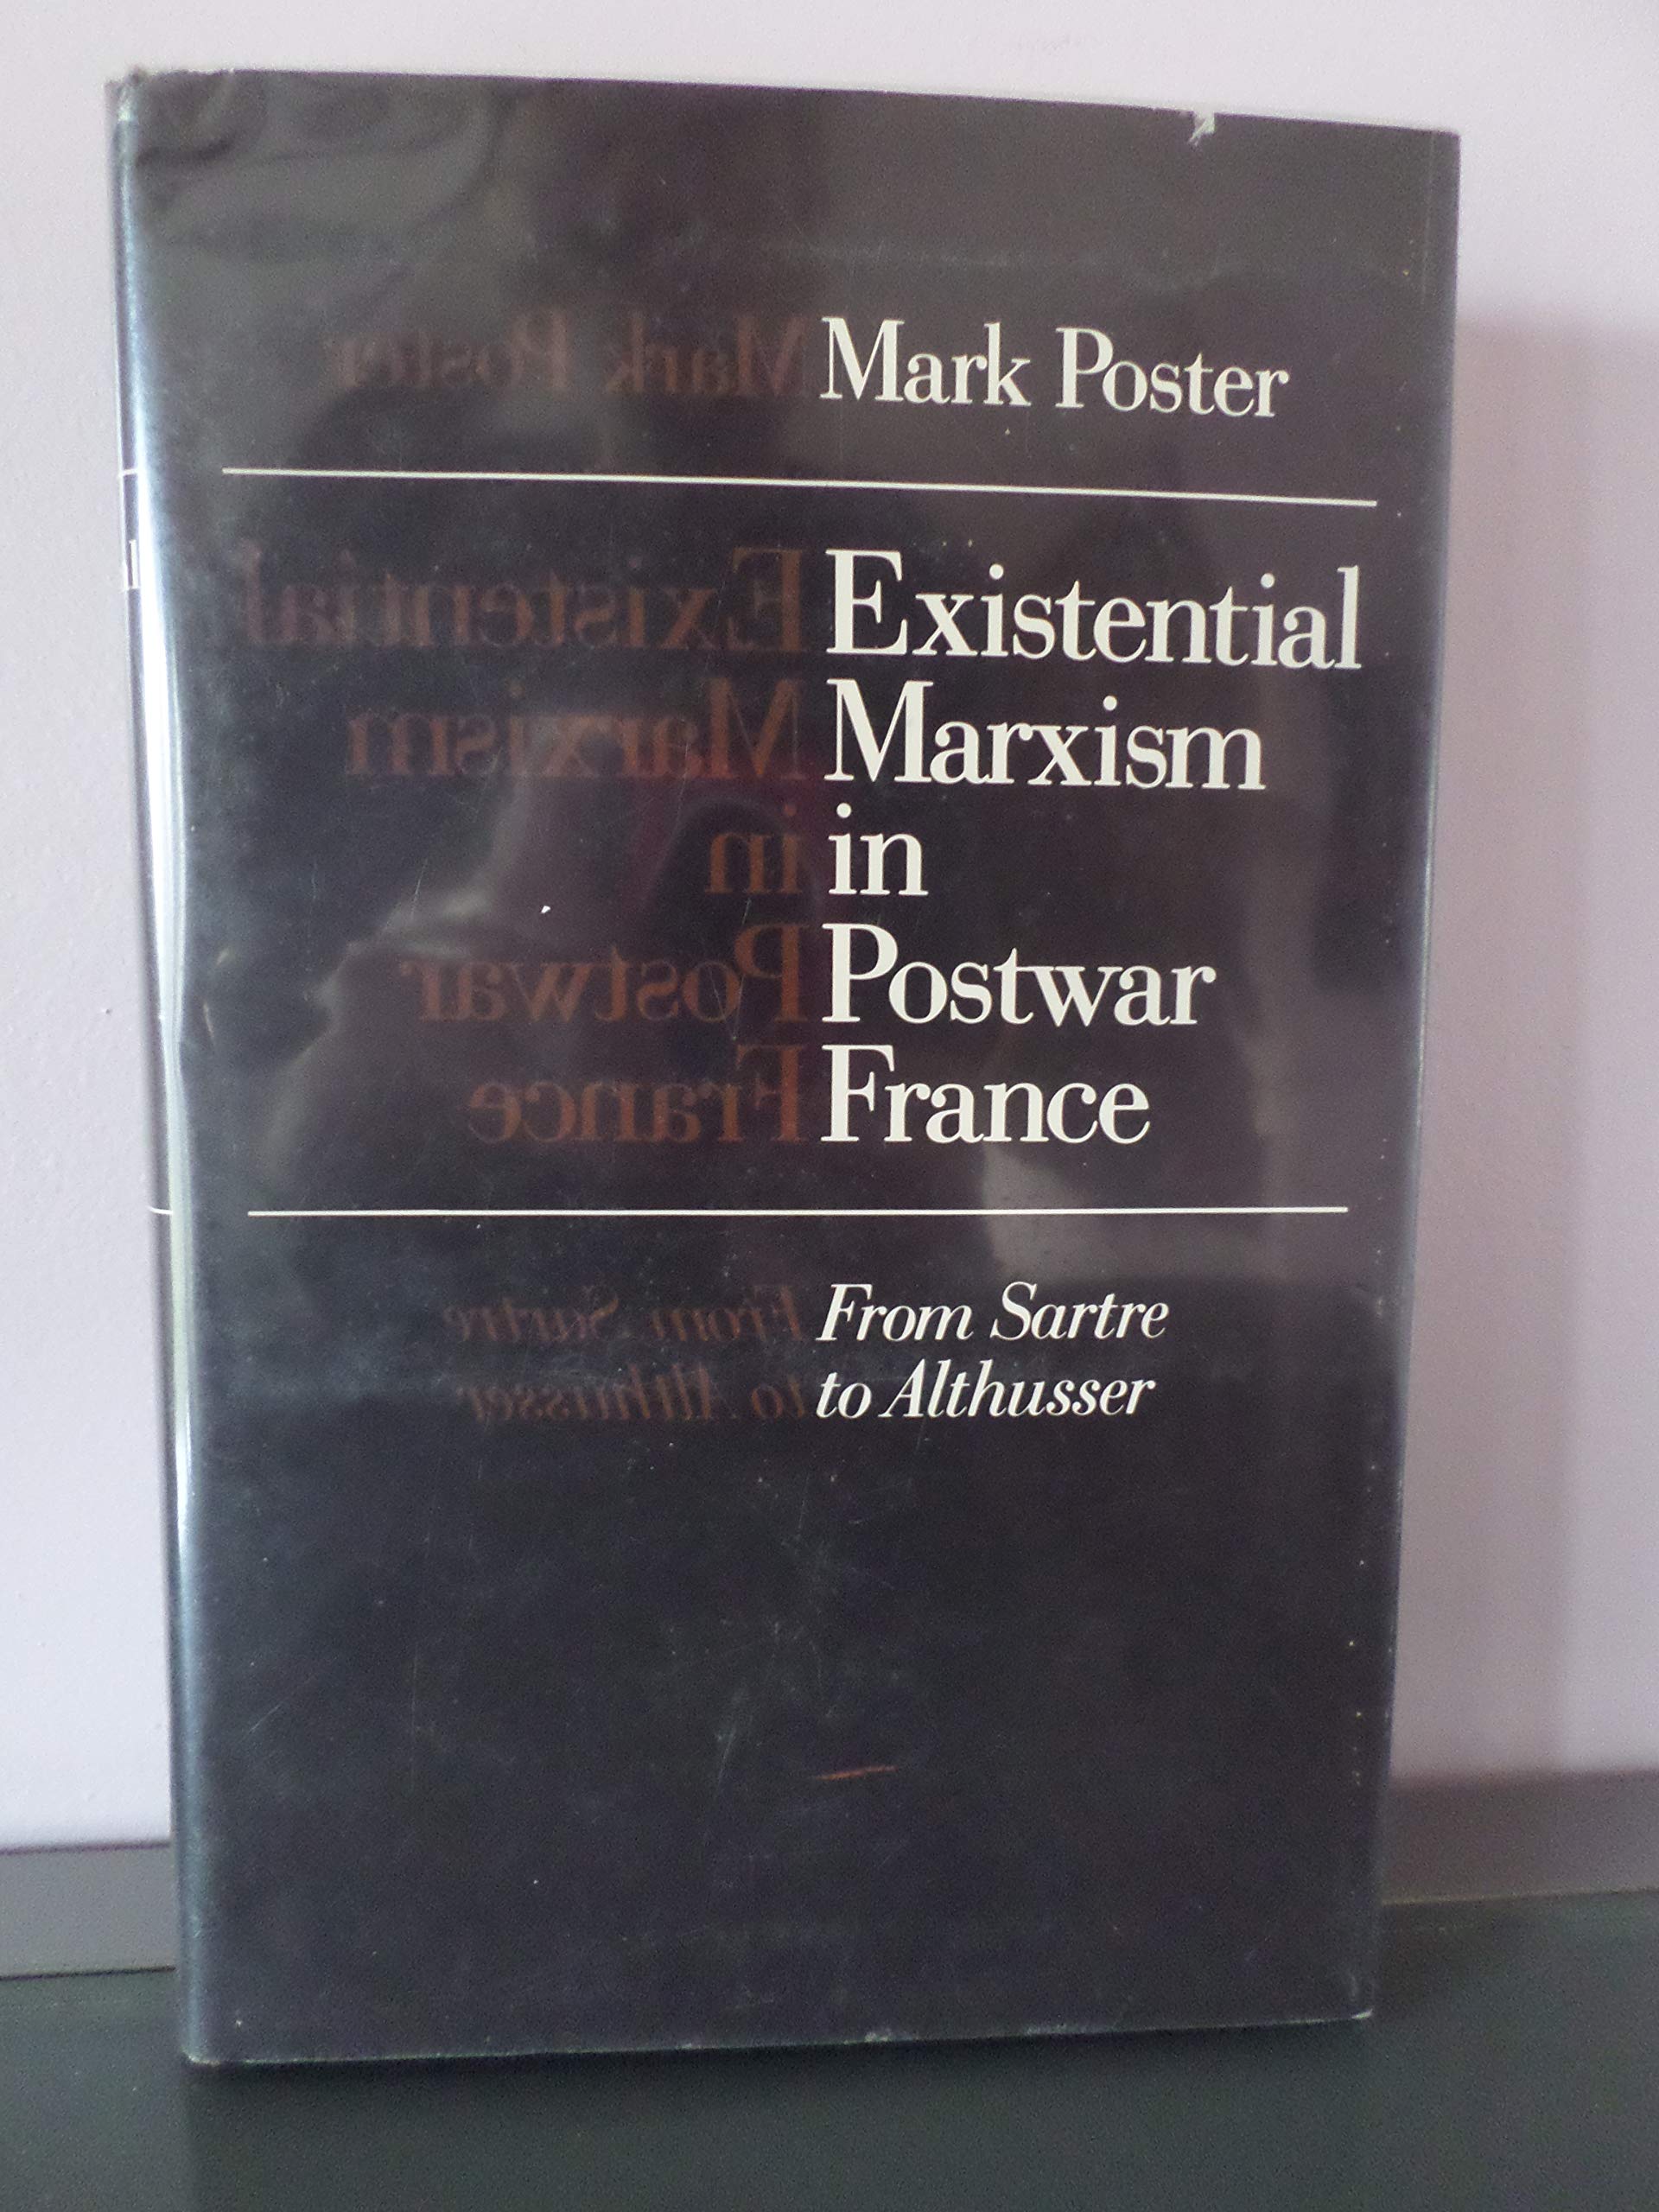 Mark Poster
Existential
Marxism
in
Postwar
France
From Sartre
to Althusser